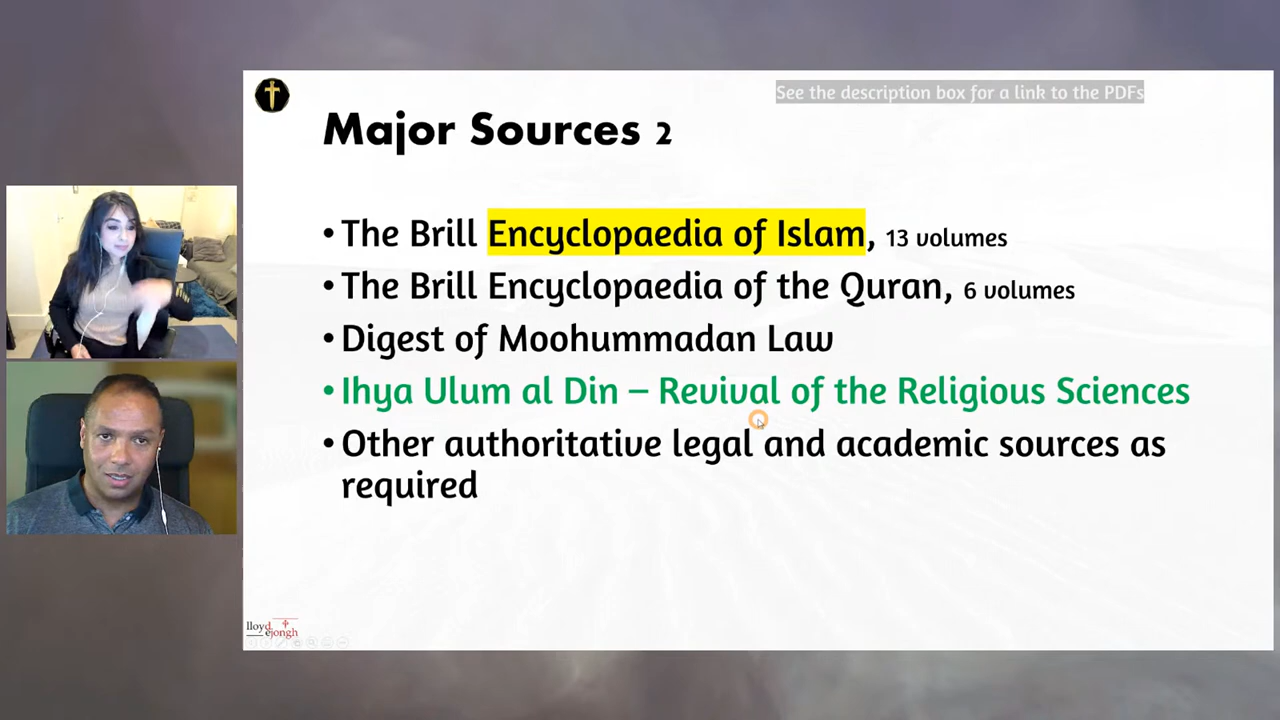 See the description box for a link to the PDFs
Major Sources 2
• The Brill Encyclopaedia of Islam, 13 volumes
• The Brill Encyclopaedia of the Quran, 6 volumes
• Digest of Moohummadan Law
• Ihya Ulum al Din – Revival of the Religious Sciences
• Other authoritative legal and academic sources as
required
lloyd
ejongh